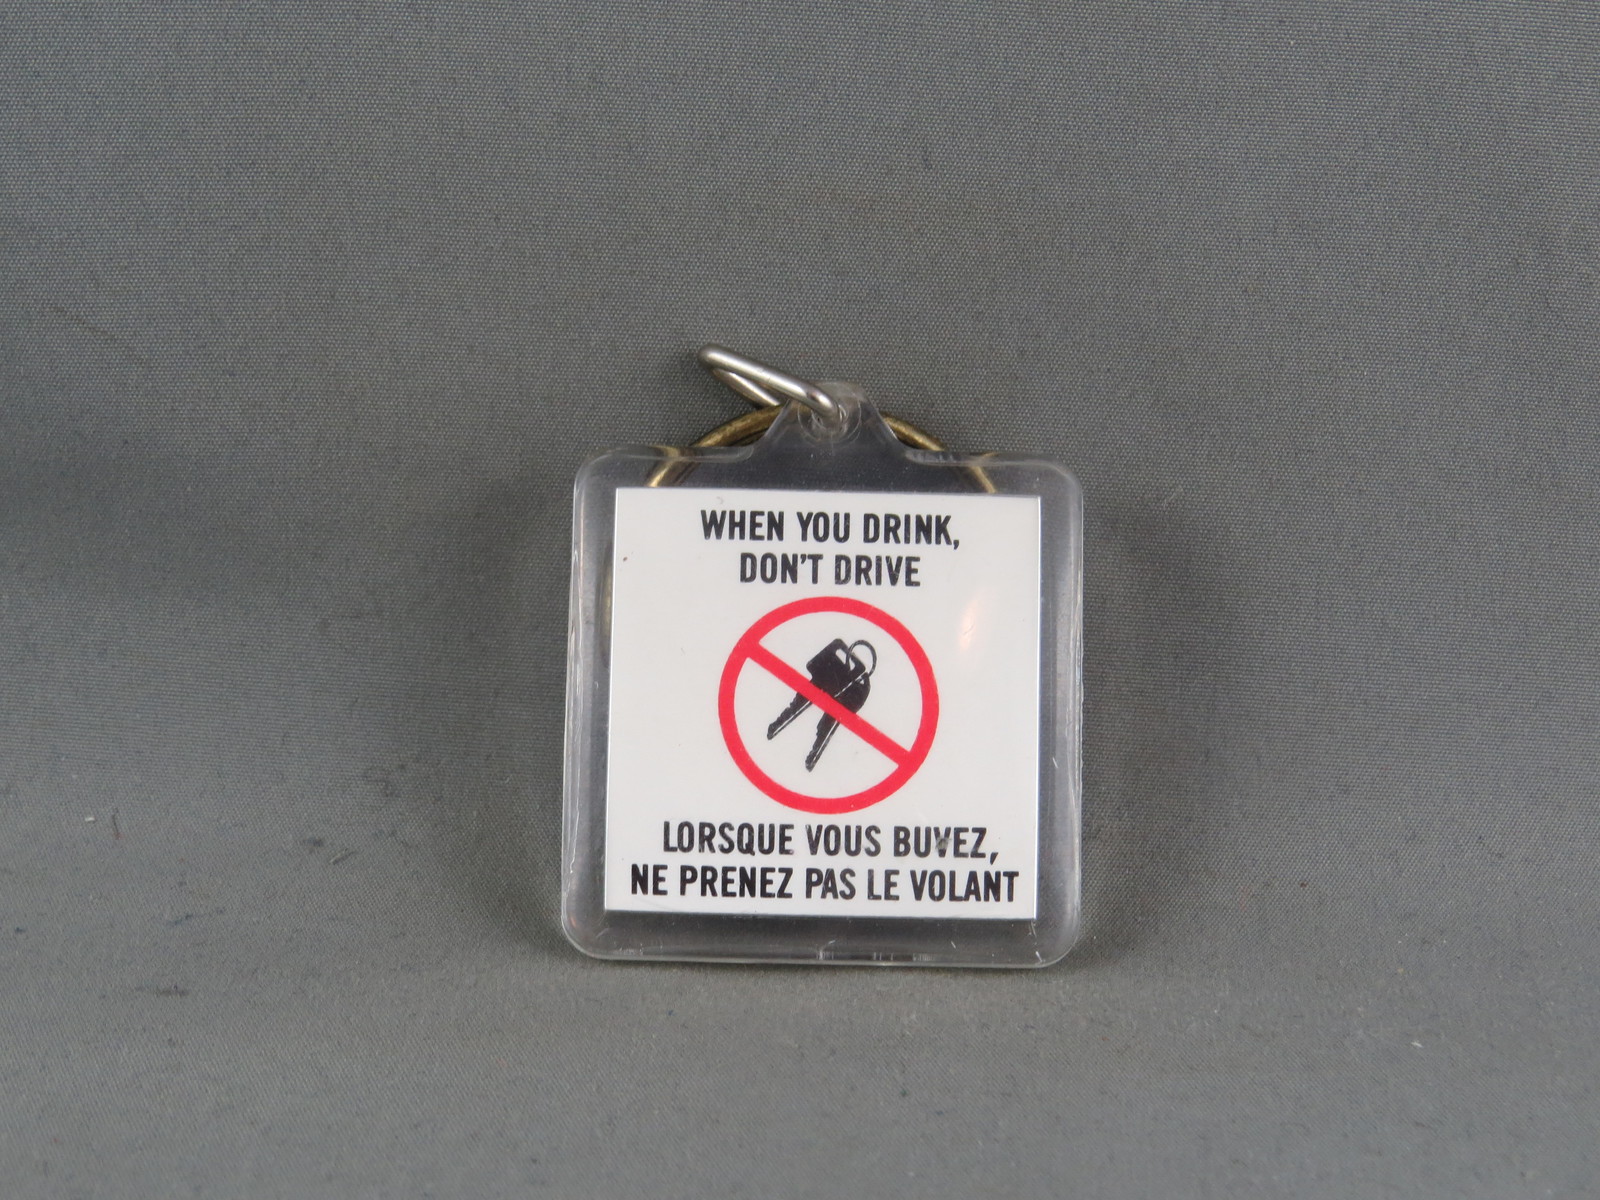 WHEN YOU DRINK,
DON'T DRIVE
LORSQUE VOUS BUVEZ,
NE PRENEZ PAS LE VOLANT